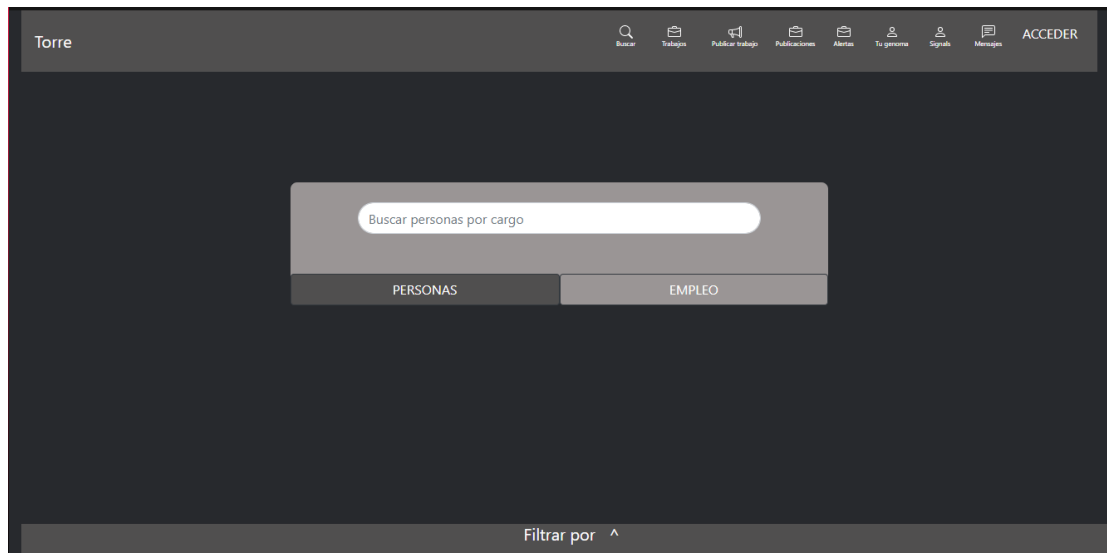 Torre
Buscar
Trabajos
Publicar trabajo
Publicaciones
Alertas
Tu genoma
Signals
Mensajes
ACCEDER
Buscar personas por cargo
PERSONAS
EMPLEO
Filtrar por ^